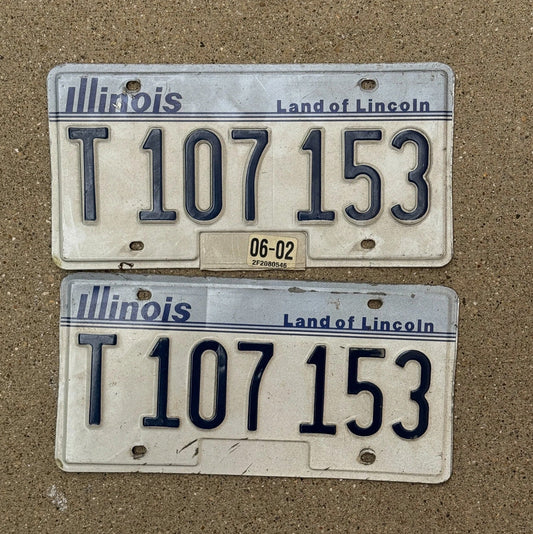 Illinois
Land of Lincoln
T 107 153
06-02
2F2080546
Illinois
Land of Lincoln
T 107 153